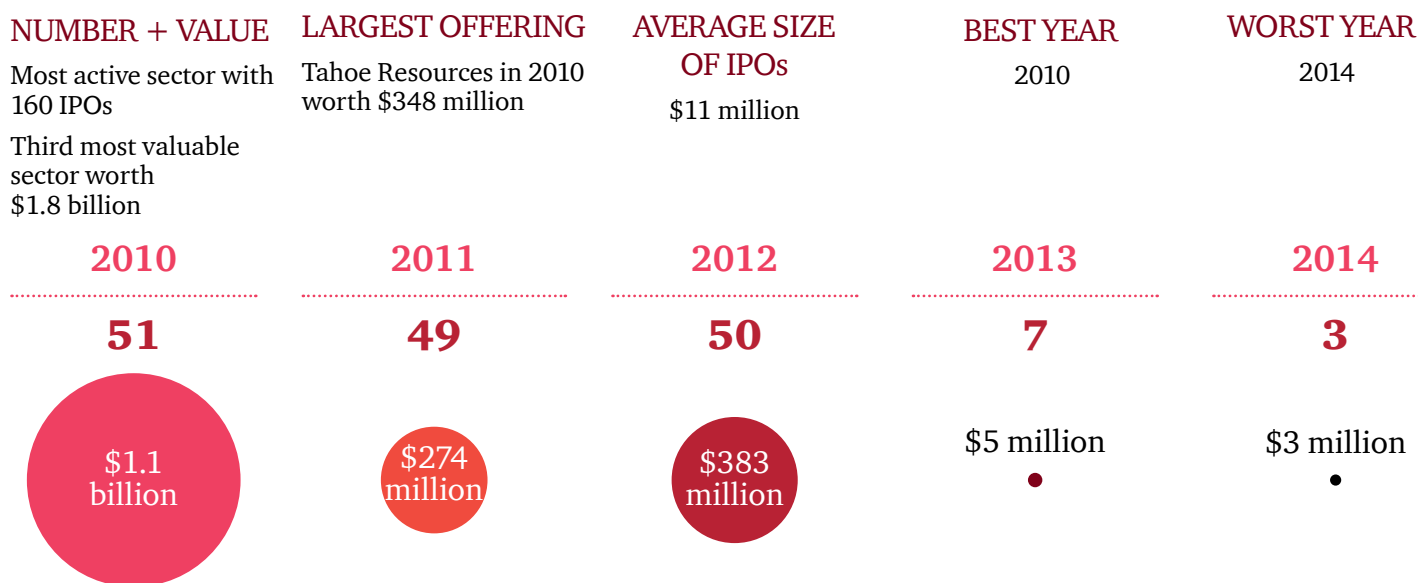 NUMBER + VALUE
Most active sector with
160 IPOs
Third most valuable
sector worth
$1.8 billion
LARGEST OFFERING
Tahoe Resources in 2010
worth $348 million
AVERAGE SIZE
OF IPOs
$11 million
BEST YEAR
2010
WORST YEAR
2014
2010
51
$1.1
billion
2011
49
$274
million
2012
50
$383
million
2013
7
$5 million
2014
3
$3 million